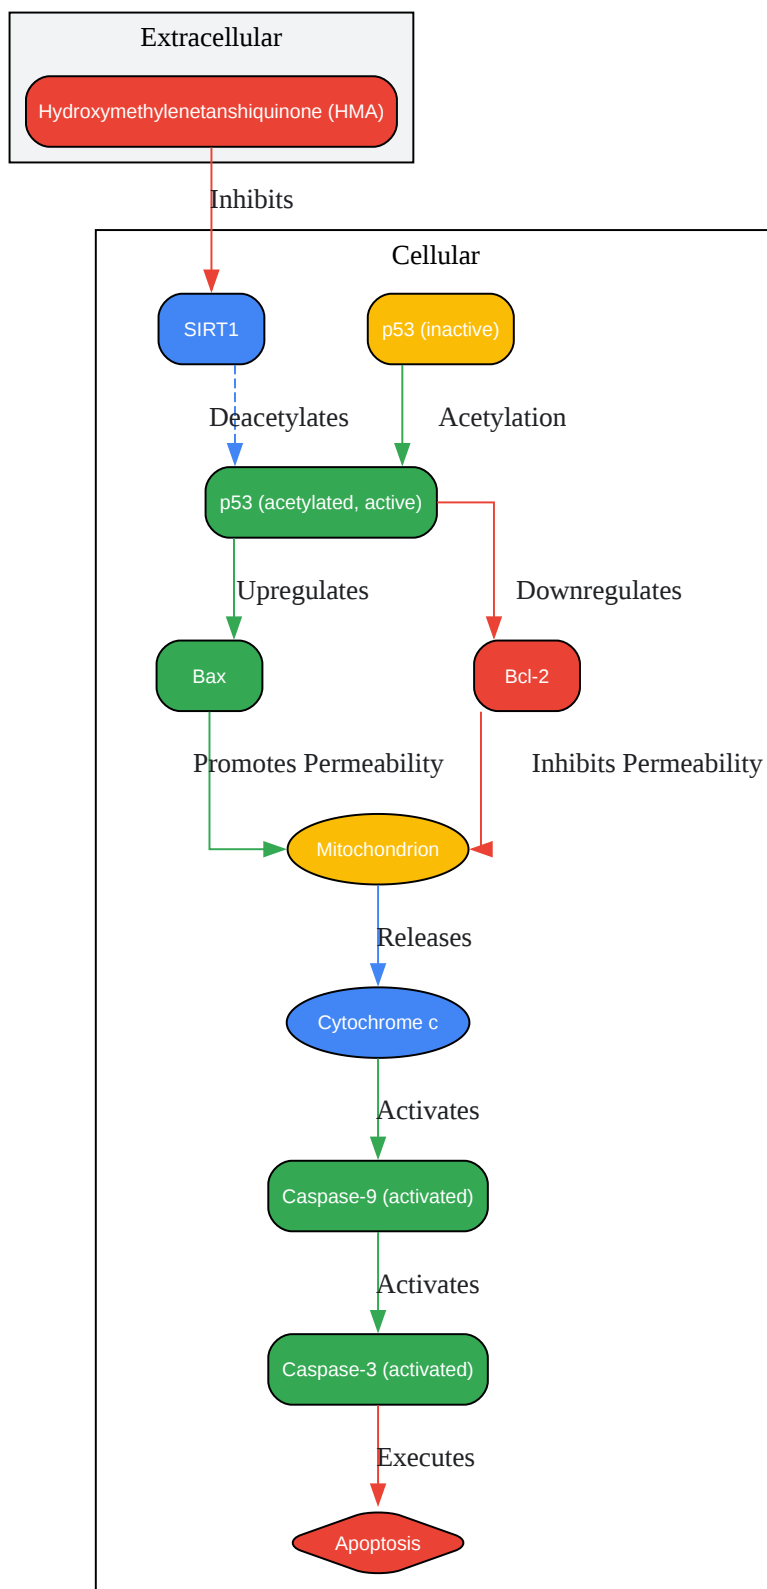 Extracellular
Hydroxymethylenetanshiquinone (HMA)
Inhibits
Cellular
SIRT1
p53 (inactive)
Deacetylates
Acetylation
p53 (acetylated, active)
Upregulates
Downregulates
Bax
Bcl-2
Promotes Permeability
Inhibits Permeability
Mitochondrion
Releases
Cytochrome c
Activates
Caspase-9 (activated)
Activates
Caspase-3 (activated)
Executes
Apoptosis